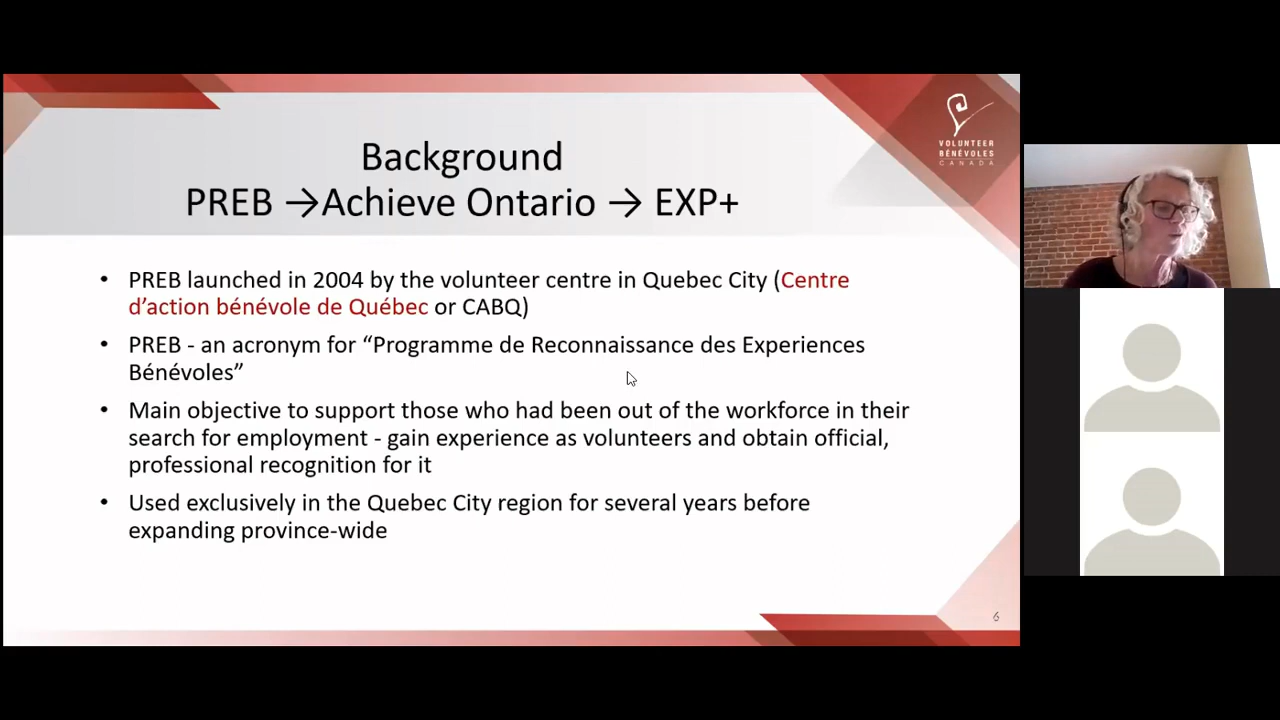 Background
PREB →Achieve Ontario → EXP+
VOLUNTEER
BÉNÉVOLES
CANADA
• PREB launched in 2004 by the volunteer centre in Quebec City (Centre
d’action bénévole de Québec or CABQ)
• PREB - an acronym for “Programme de Reconnaissance des Experiences
Bénévoles”
• Main objective to support those who had been out of the workforce in their
search for employment - gain experience as volunteers and obtain official,
professional recognition for it
• Used exclusively in the Quebec City region for several years before
expanding province-wide
6